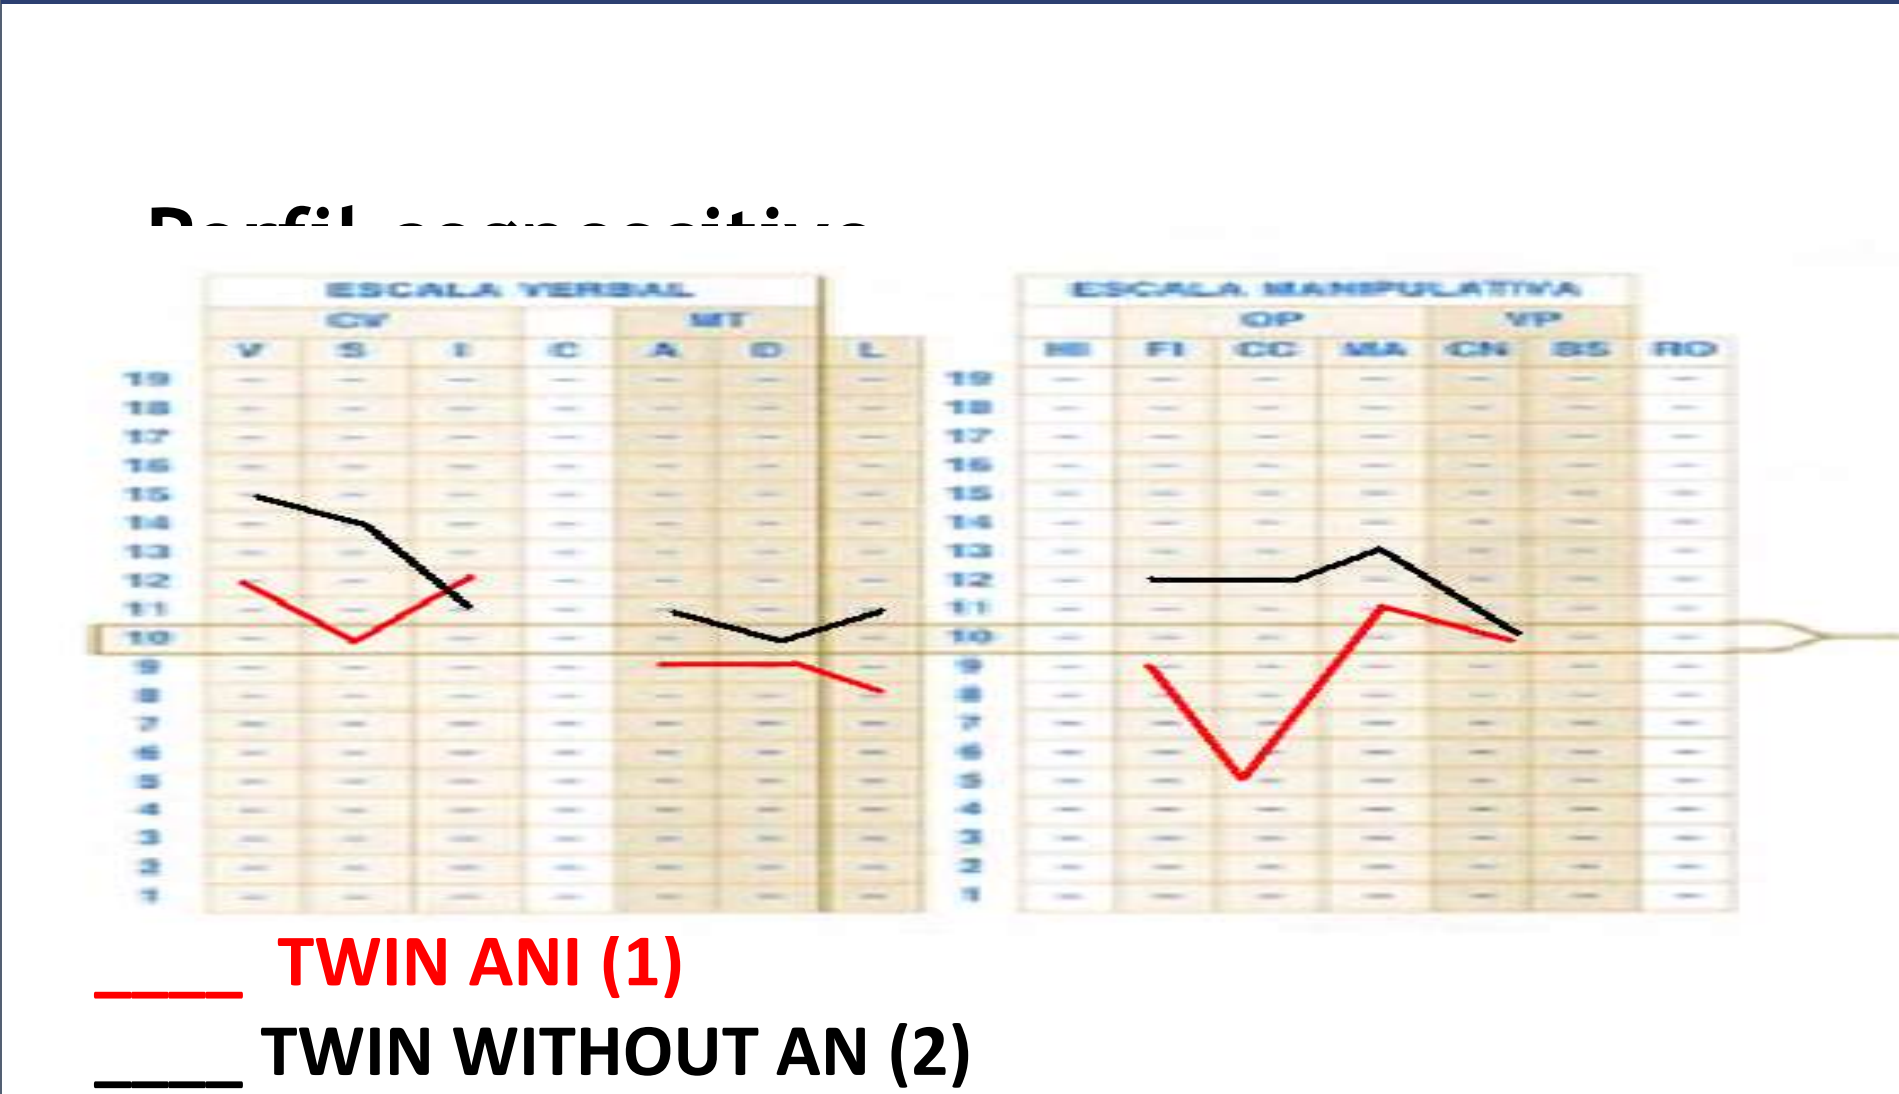 ESCALA VERBAL
CV MT
V S I C A D L
ESCALA MANIPULATIVA
OP VP
HI FI CC MA CN BS RO
19 19
18 18
17 17
16 16
15 15
14 14
13 13
12 12
11 11
10 10
9 9
8 8
7 7
6 6
5 5
4 4
3 3
2 2
1 1
____ TWIN ANI (1)
____ TWIN WITHOUT AN (2)